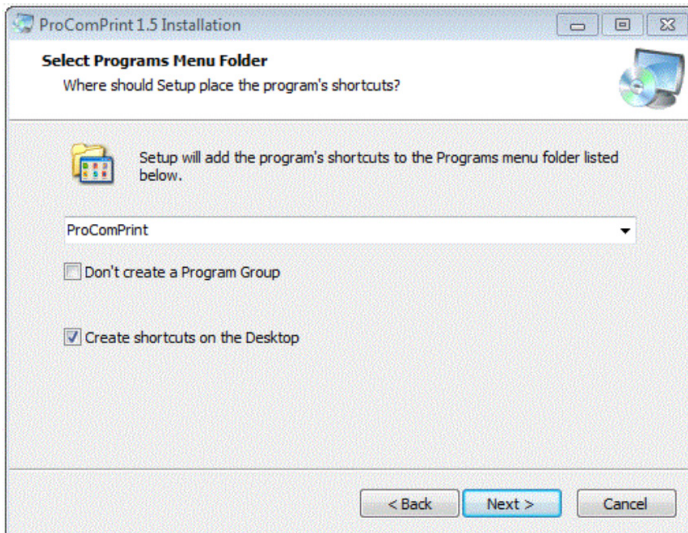 ProComPrint 1.5 Installation
Select Programs Menu Folder
Where should Setup place the program's shortcuts?
Setup will add the program's shortcuts to the Programs menu folder listed
below.
ProComPrint
Don't create a Program Group
Create shortcuts on the Desktop
< Back
Next >
Cancel